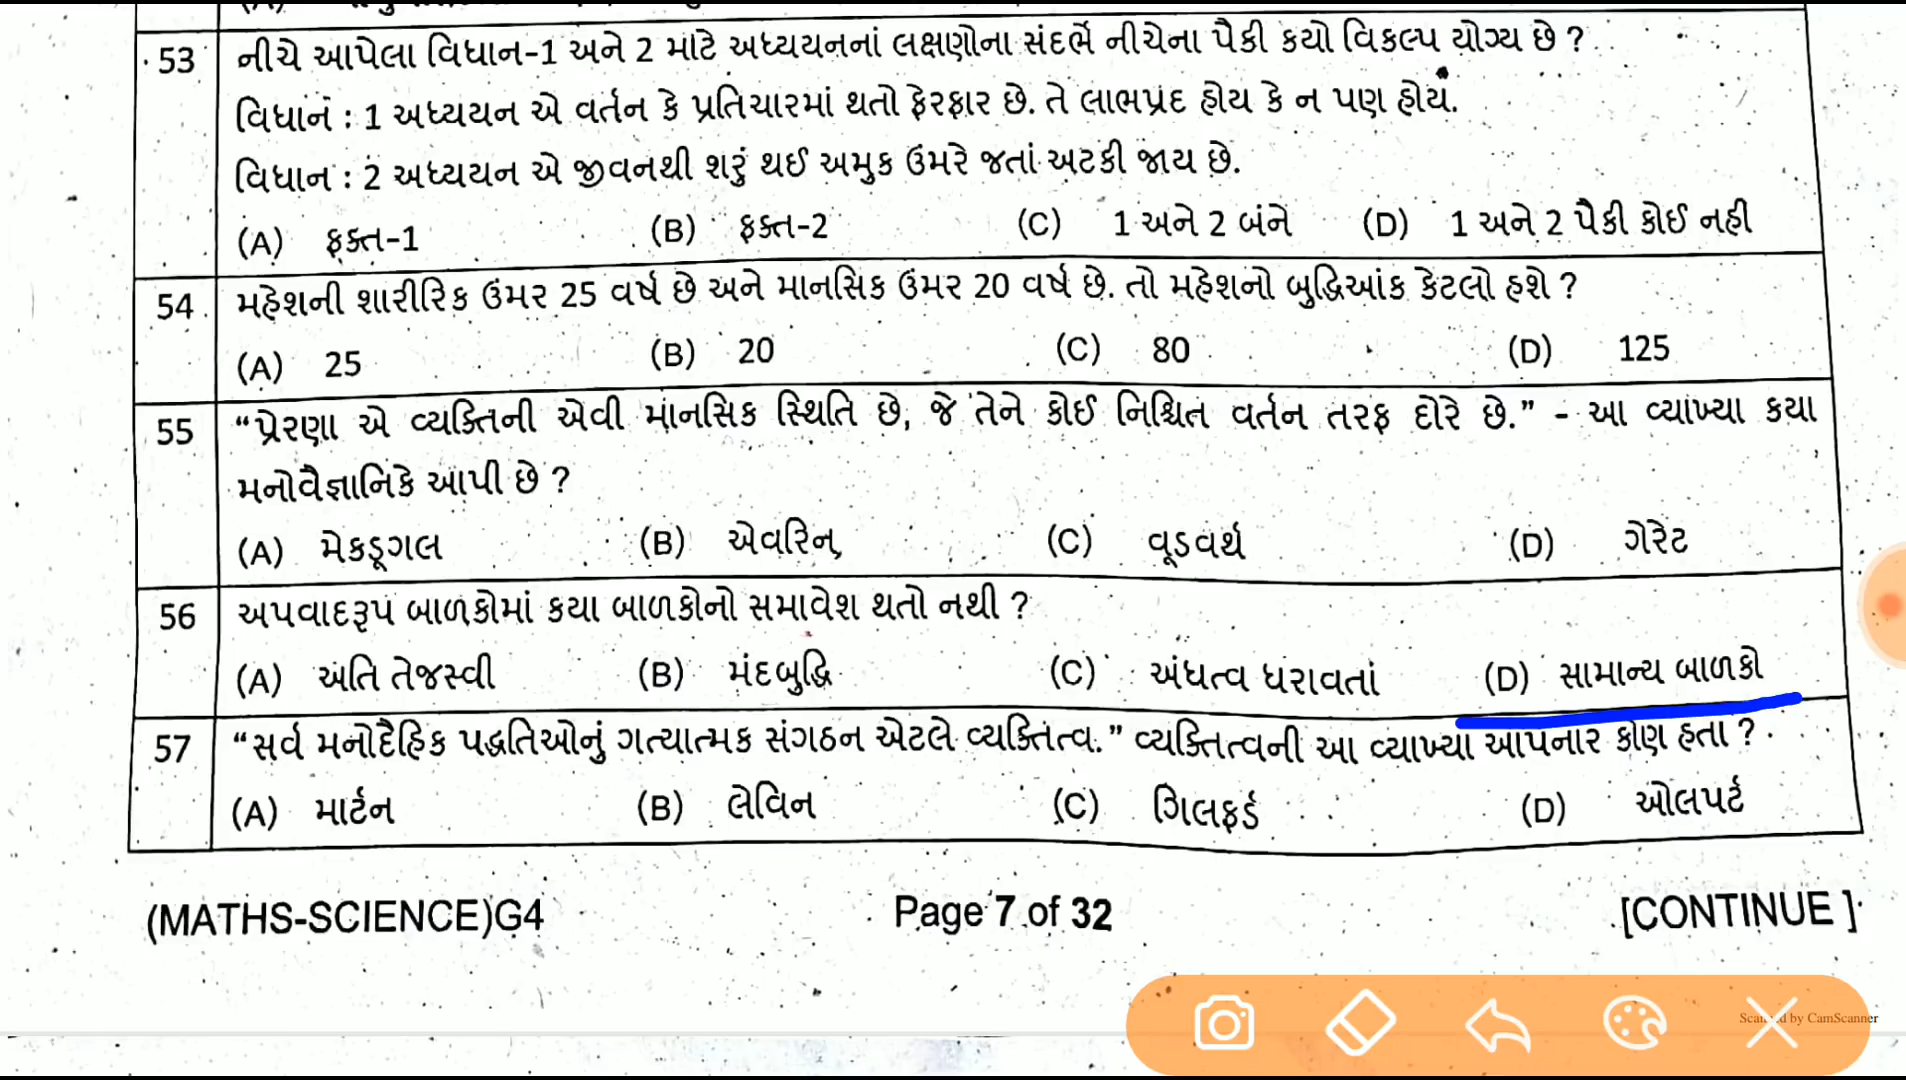 53 નીચે આપેલા વિધાન-1 અને 2 માટે અધ્યયનનાં લક્ષણોના સંદર્ભે નીચેના પૈકી કયો વિકલ્પ યોગ્ય છે ?
વિધાન : 1 અધ્યયન એ વર્તન કે પ્રતિચારમાં થતો ફેરફાર છે. તે લાભપ્રદ હોય કે ન પણ હોય.
વિધાન : 2 અધ્યયન એ જીવનથી શરું થઈ અમુક ઉંમરે જતાં અટકી જાય છે.
(A) ફક્ત-1 (B) ફક્ત-2 (C) 1 અને 2 બંને (D) 1 અને 2 પૈકી કોઈ નહી
54 મહેશની શારીરિક ઉંમર 25 વર્ષ છે અને માનસિક ઉંમર 20 વર્ષ છે. તો મહેશનો બુદ્ધિઆંક કેટલો હશે ?
(A) 25 (B) 20 (C) 80 (D) 125
55 “પ્રેરણા એ વ્યક્તિની એવી માનસિક સ્થિતિ છે, જે તેને કોઈ નિશ્ચિત વર્તન તરફ દોરે છે.” - આ વ્યાખ્યા કયા
મનોવૈજ્ઞાનિકે આપી છે ?
(A) મેકડૂગલ (B) એવરિન (C) વૂડવર્થ (D) ગેરેટ
56 અપવાદરૂપ બાળકોમાં કયા બાળકોનો સમાવેશ થતો નથી ?
(A) અતિ તેજસ્વી (B) મંદબુદ્ધિ (C) અંધત્વ ધરાવતાં (D) સામાન્ય બાળકો
57 “સર્વ મનોદૈહિક પદ્ધતિઓનું ગત્યાત્મક સંગઠન એટલે વ્યક્તિત્વ.” વ્યક્તિત્વની આ વ્યાખ્યા આપનાર કોણ હતા ?
(A) માર્ટન (B) લેવિન (C) ગિલફર્ડ (D) ઓલપર્ટ
(MATHS-SCIENCE)G4 Page 7 of 32 [CONTINUE ]
by CamScanner